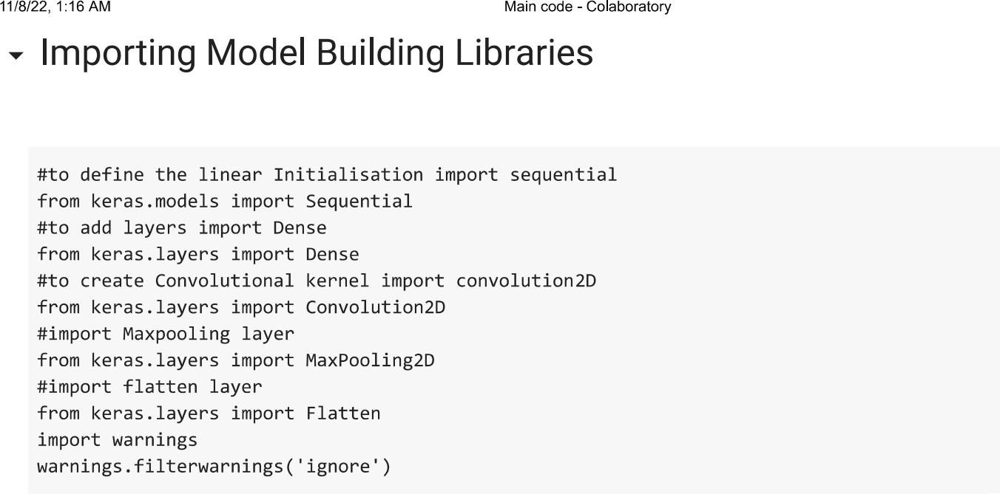 11/8/22, 1:16 AM Main code - Colaboratory
Importing Model Building Libraries
#to define the linear Initialisation import sequential
from keras.models import Sequential
#to add layers import Dense
from keras.layers import Dense
#to create Convolutional kernel import convolution2D
from keras.layers import Convolution2D
#import Maxpooling layer
from keras.layers import MaxPooling2D
#import flatten layer
from keras.layers import Flatten
import warnings
warnings.filterwarnings('ignore')